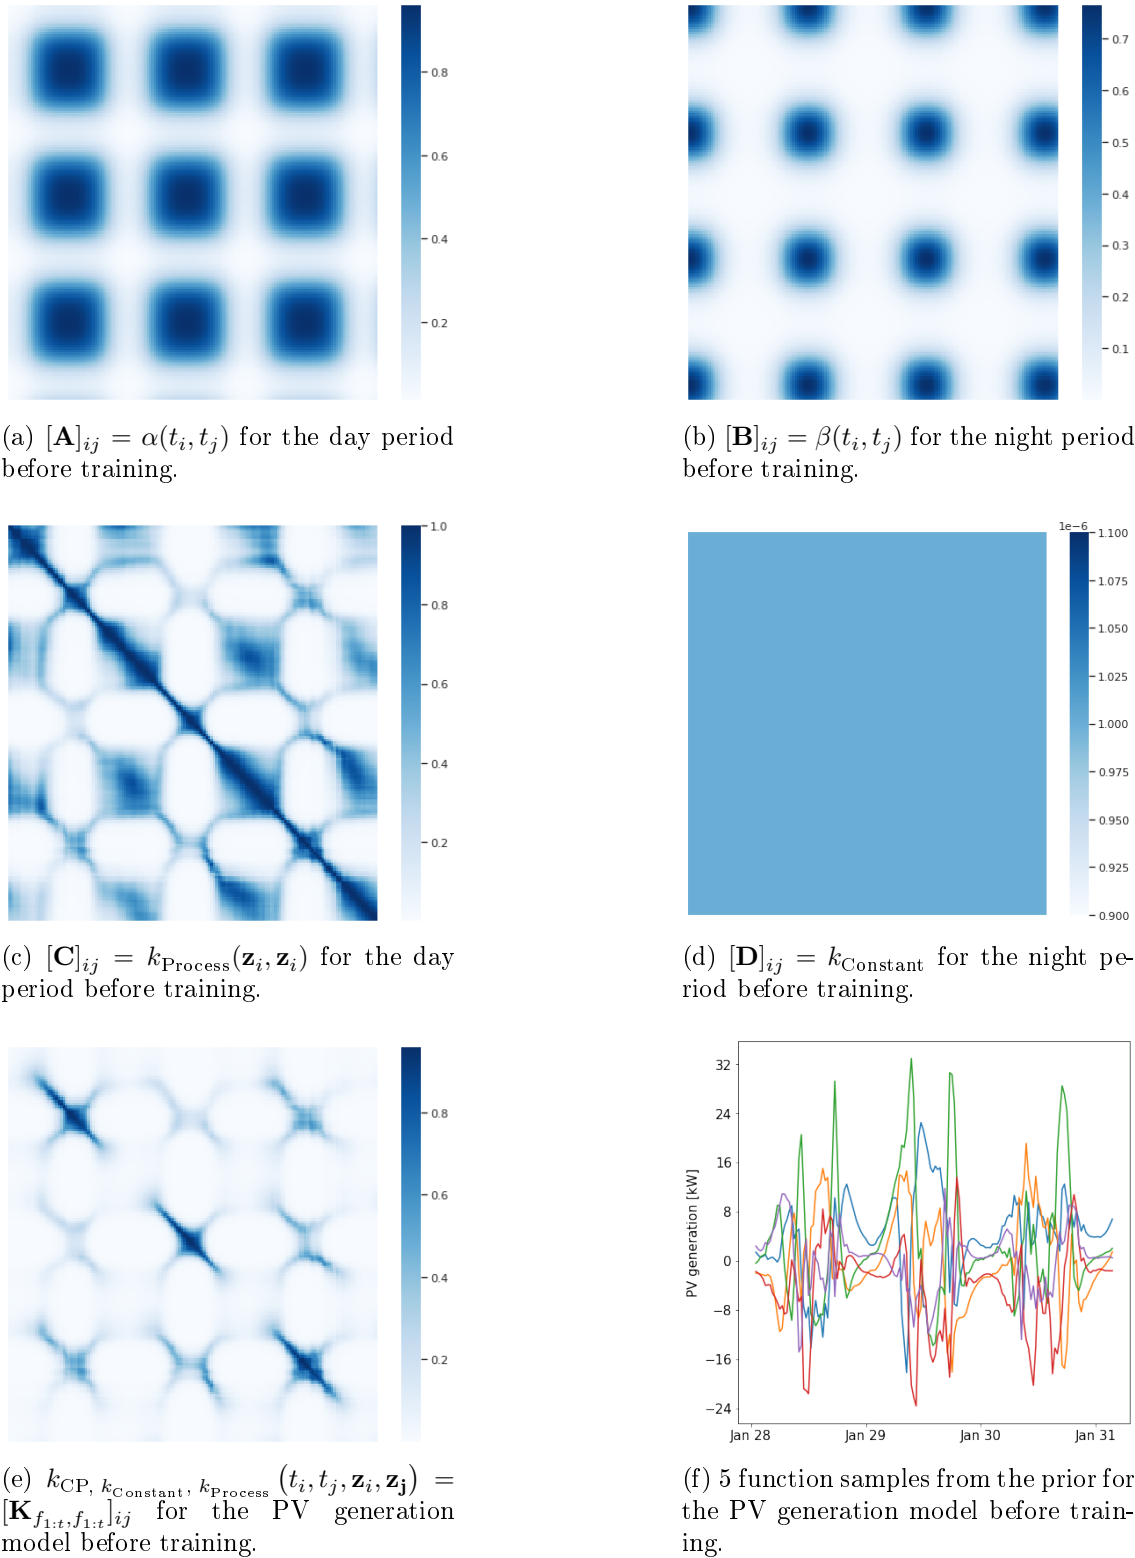 0.8
0.6
0.4
0.2
0.7
0.6
0.5
0.4
0.3
0.2
0.1
(a) [A]ij = α(ti, tj) for the day period
before training.
(b) [B]ij = β(ti, tj) for the night period
before training.
1.0
0.8
0.6
0.4
0.2
1e−6
1.100
1.075
1.050
1.025
1.000
0.975
0.950
0.925
0.900
(c) [C]ij = kProcess(zi, zi) for the day
period before training.
(d) [D]ij = kConstant for the night pe-
riod before training.
0.8
0.6
0.4
0.2
PV generation [kW]
32
24
16
8
0
−8
−16
−24
Jan 28 Jan 29 Jan 30 Jan 31
(e) kCP, kConstant, kProcess (ti, tj, zi, zj) =
[Kf1:t,f1:t]ij for the PV generation
model before training.
(f) 5 function samples from the prior for
the PV generation model before train-
ing.